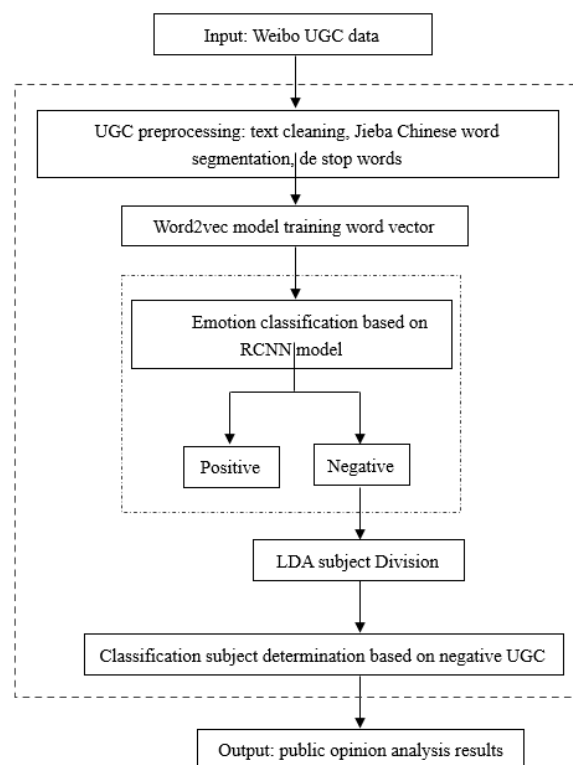 Input: Weibo UGC data
UGC preprocessing: text cleaning, Jieba Chinese word
segmentation, de stop words
Word2vec model training word vector
Emotion classification based on
RCNN model
Positive
Negative
LDA subject Division
Classification subject determination based on negative UGC
Output: public opinion analysis results